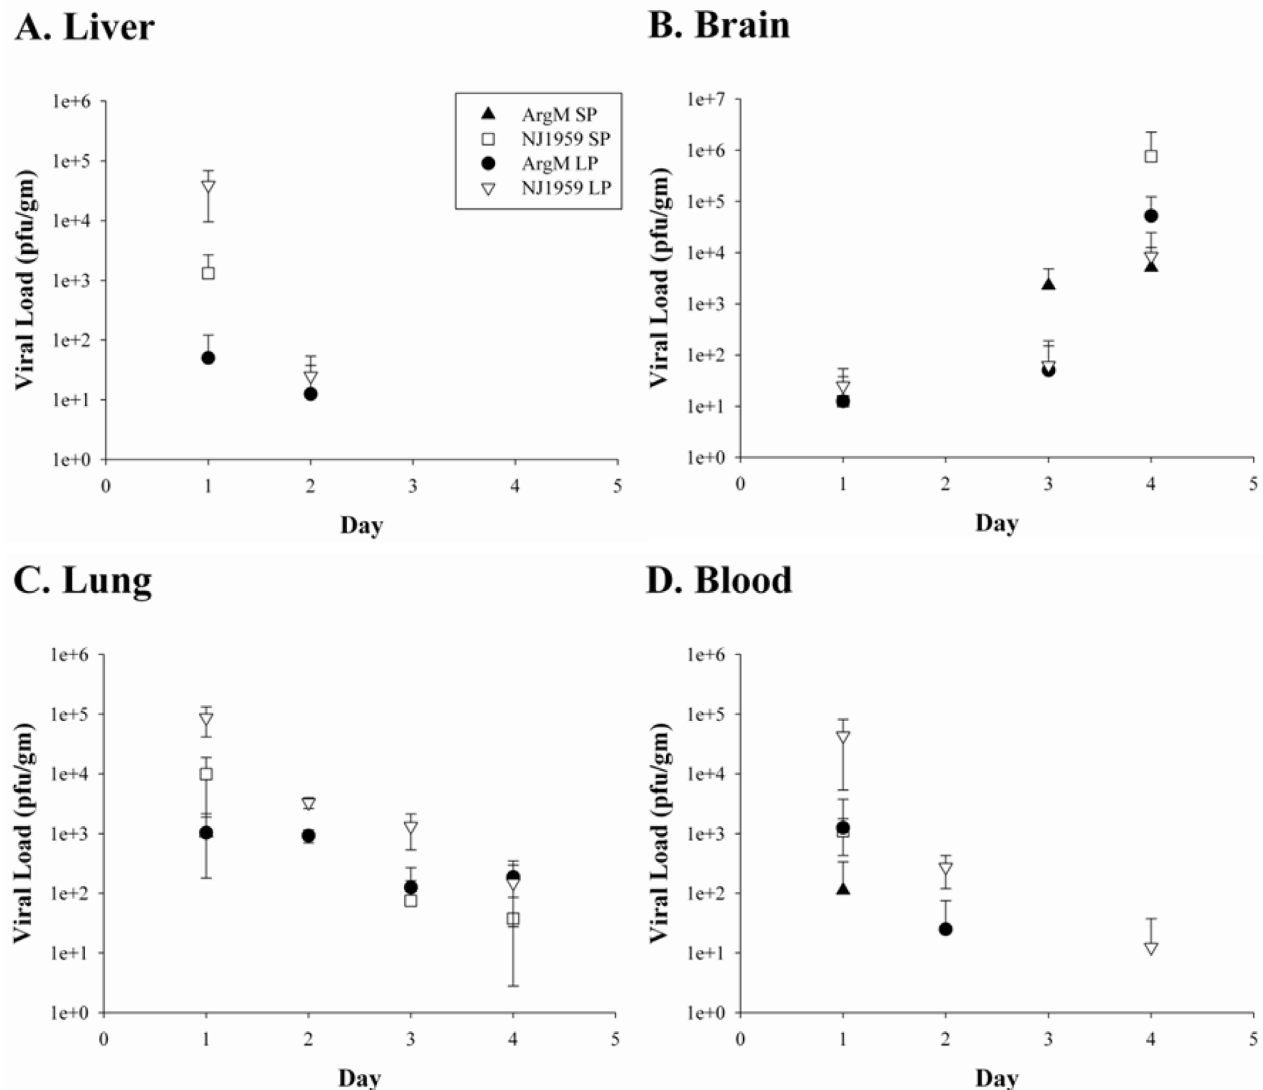 A. Liver
Viral Load (pfu/gm)
1e+6
1e+5
1e+4
1e+3
1e+2
1e+1
1e+0
0 1 2 3 4 5
Day
ArgM SP
NJ1959 SP
ArgM LP
NJ1959 LP
B. Brain
Viral Load (pfu/gm)
1e+7
1e+6
1e+5
1e+4
1e+3
1e+2
1e+1
1e+0
0 1 2 3 4 5
Day
C. Lung
Viral Load (pfu/gm)
1e+6
1e+5
1e+4
1e+3
1e+2
1e+1
1e+0
0 1 2 3 4 5
Day
D. Blood
Viral Load (pfu/gm)
1e+6
1e+5
1e+4
1e+3
1e+2
1e+1
1e+0
0 1 2 3 4 5
Day